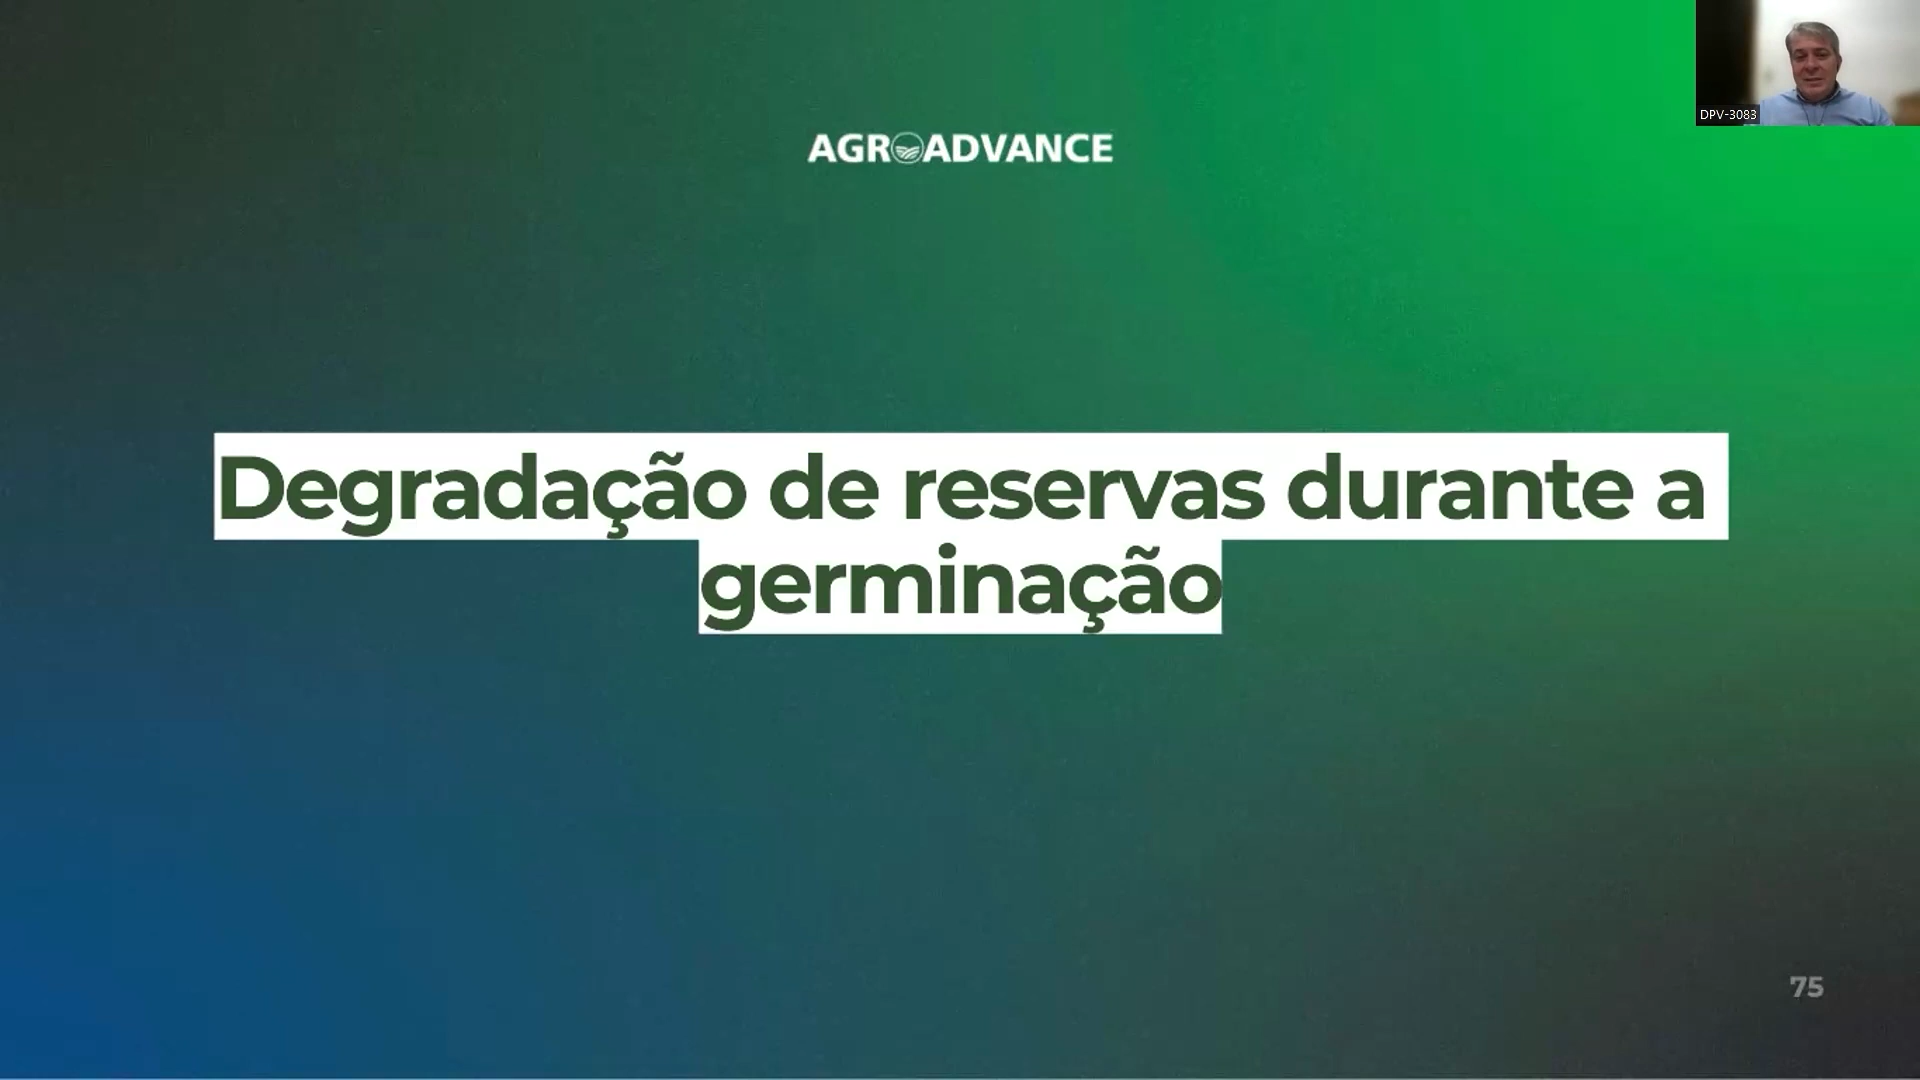 DPV-3083
AGROADVANCE
Degradação de reservas durante a
germinação
75